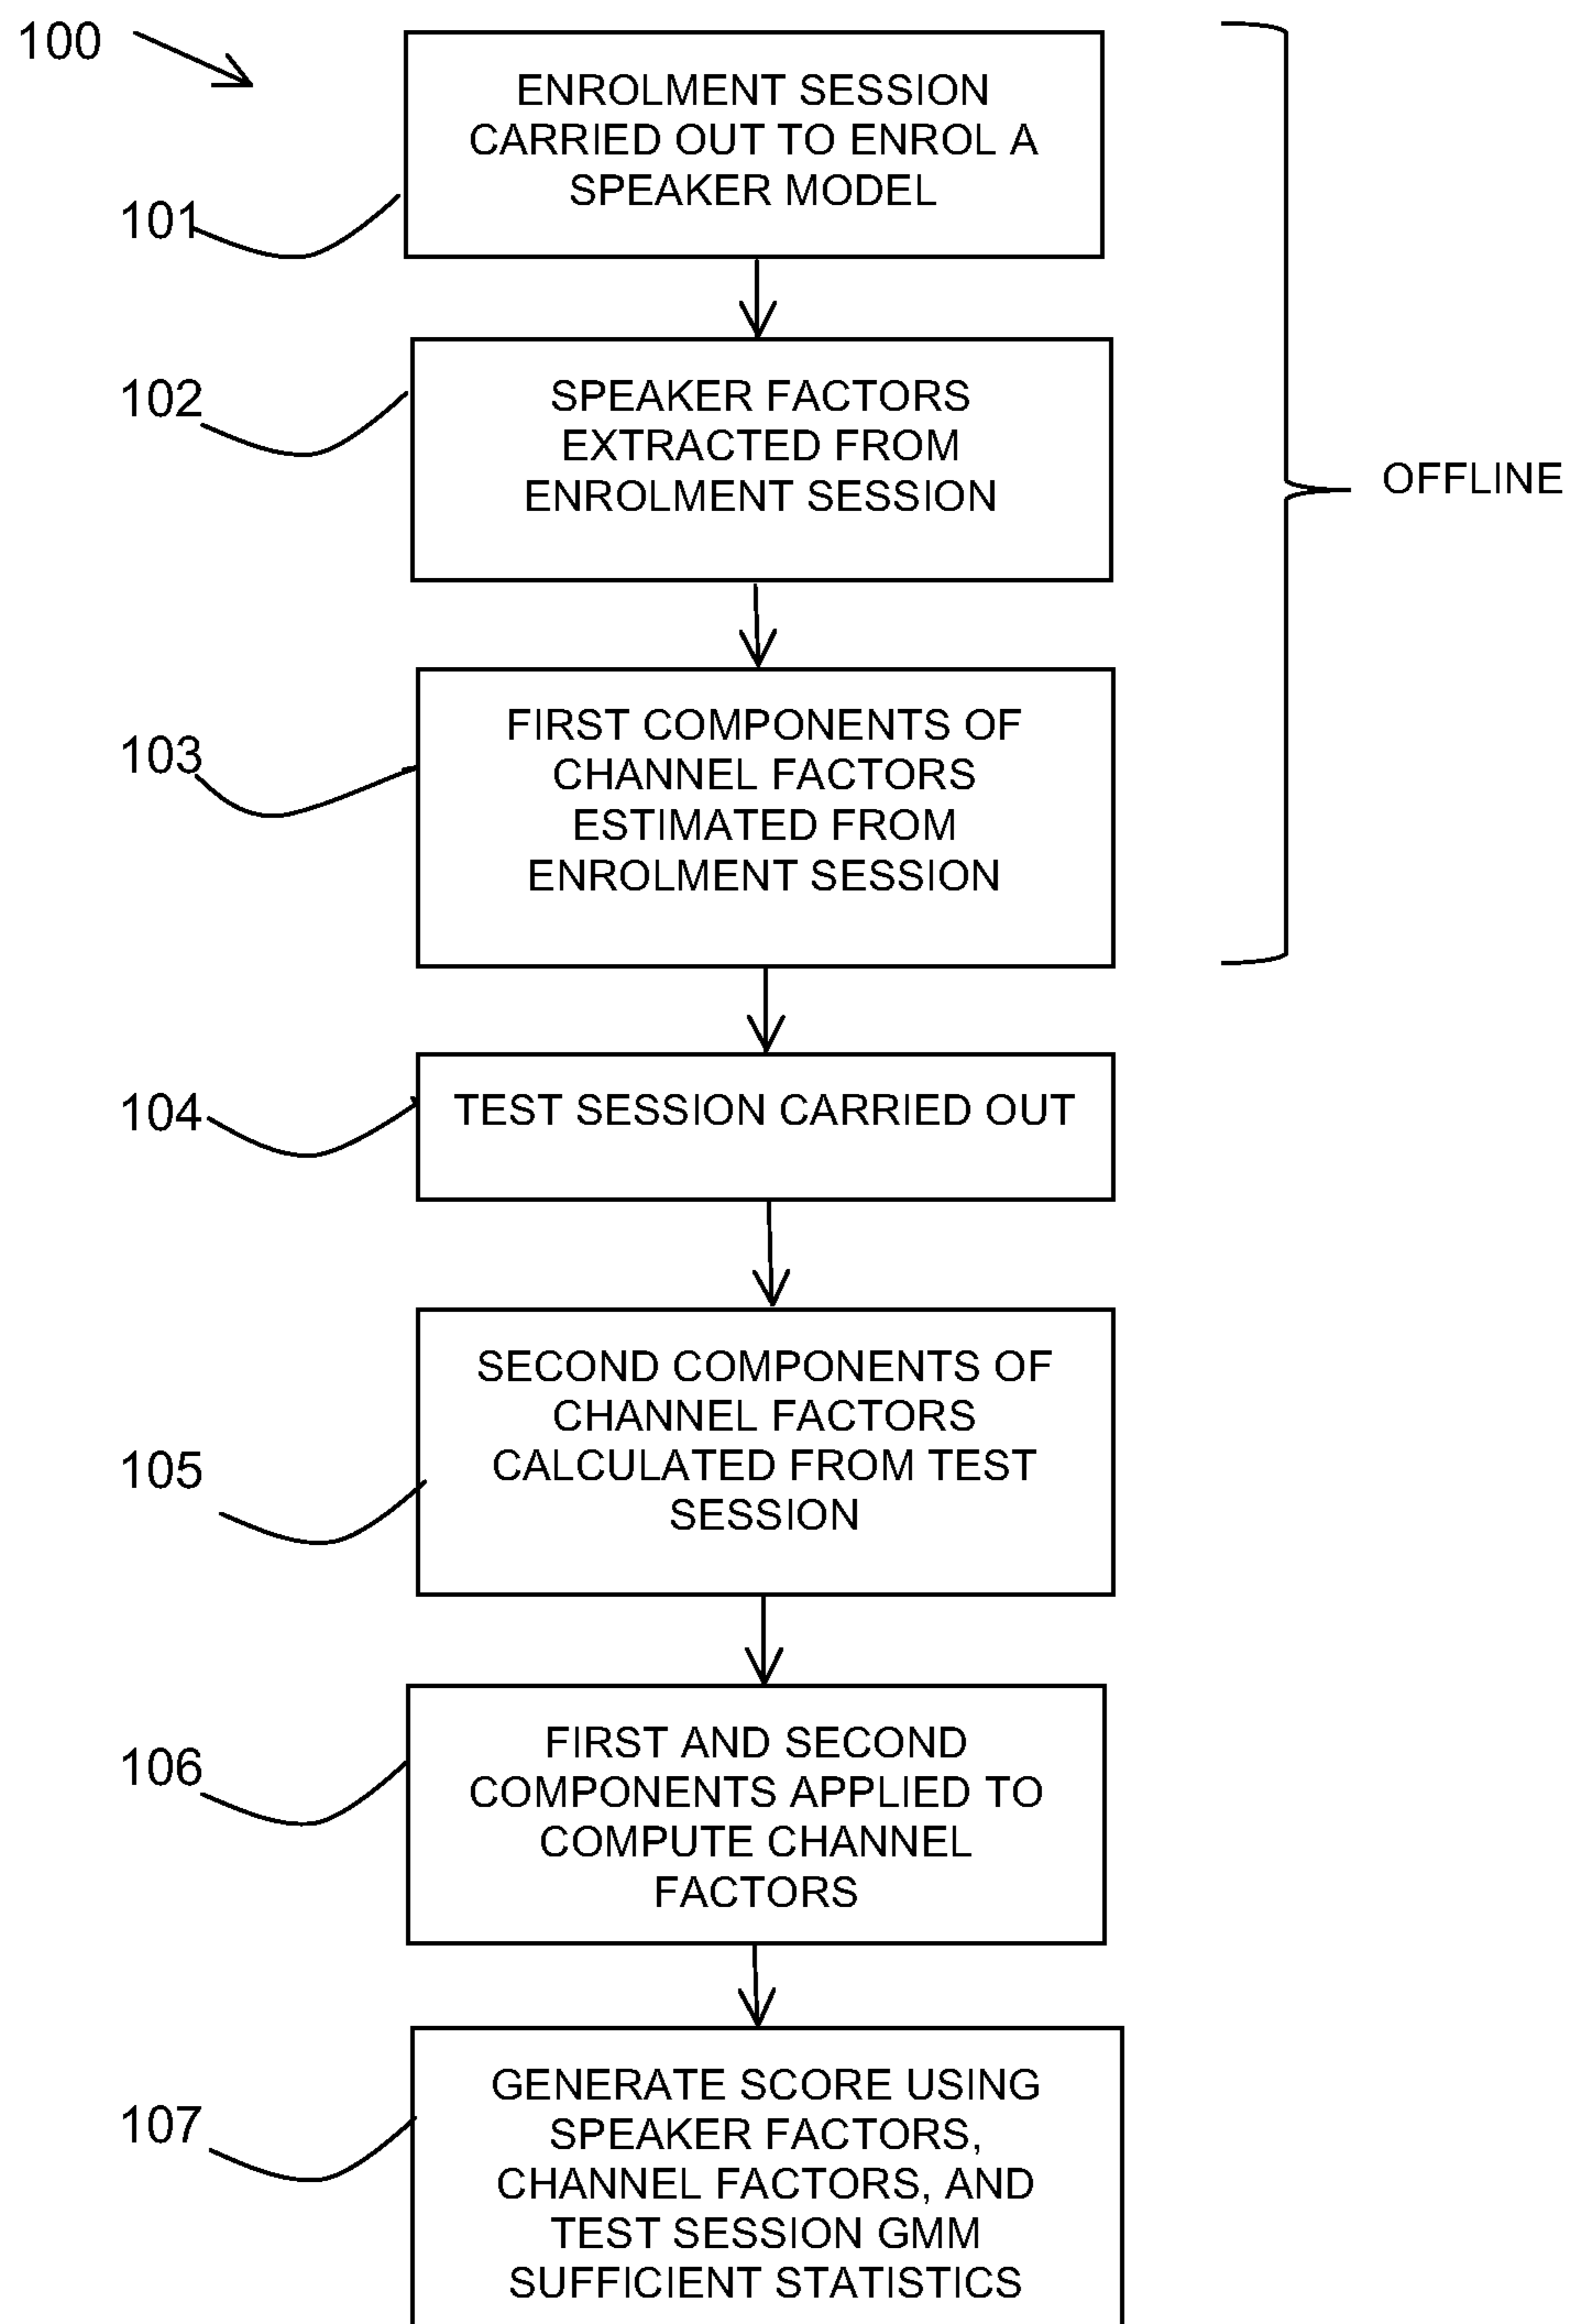 100
ENROLMENT SESSION
CARRIED OUT TO ENROL A
SPEAKER MODEL
101
102
SPEAKER FACTORS
EXTRACTED FROM
ENROLMENT SESSION
OFFLINE
103
FIRST COMPONENTS OF
CHANNEL FACTORS
ESTIMATED FROM
ENROLMENT SESSION
104
TEST SESSION CARRIED OUT
105
SECOND COMPONENTS OF
CHANNEL FACTORS
CALCULATED FROM TEST
SESSION
106
FIRST AND SECOND
COMPONENTS APPLIED TO
COMPUTE CHANNEL
FACTORS
107
GENERATE SCORE USING
SPEAKER FACTORS,
CHANNEL FACTORS, AND
TEST SESSION GMM
SUFFICIENT STATISTICS